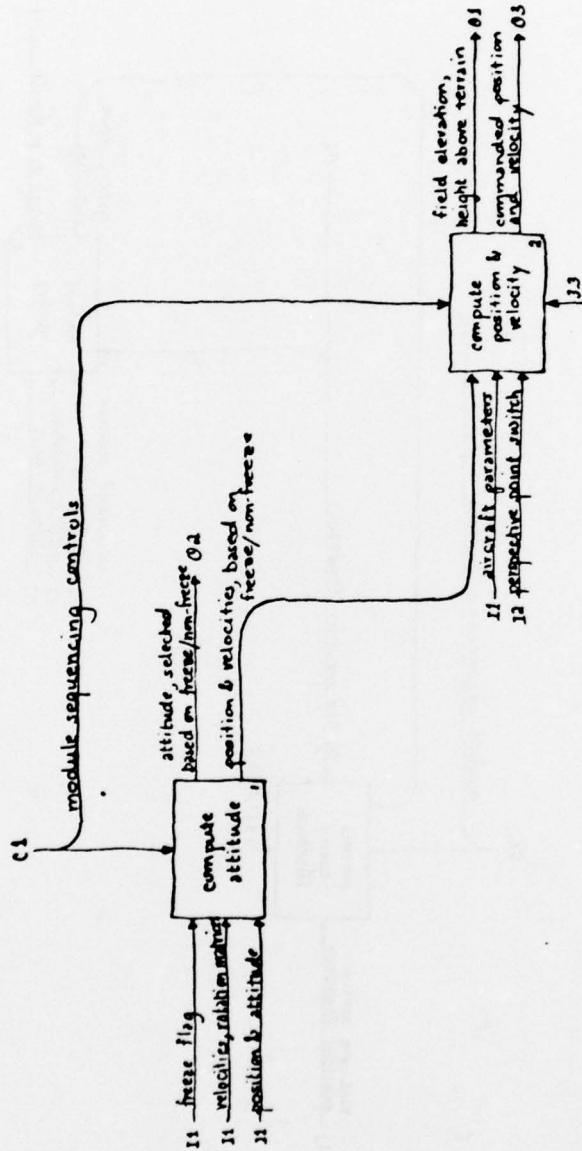 C1
module sequencing controls
I1 freeze flag
I1 velocities, rotation matrix
I1 position & attitude
compute
attitude
1
attitude, selected
based on freeze/non-freeze
O2
position & velocities, based on
freeze/non-freeze
I1 aircraft parameters
I2 perspective point switch
compute
position &
velocity
2
field elevation,
height above terrain
O1
commanded position
and velocity
O3